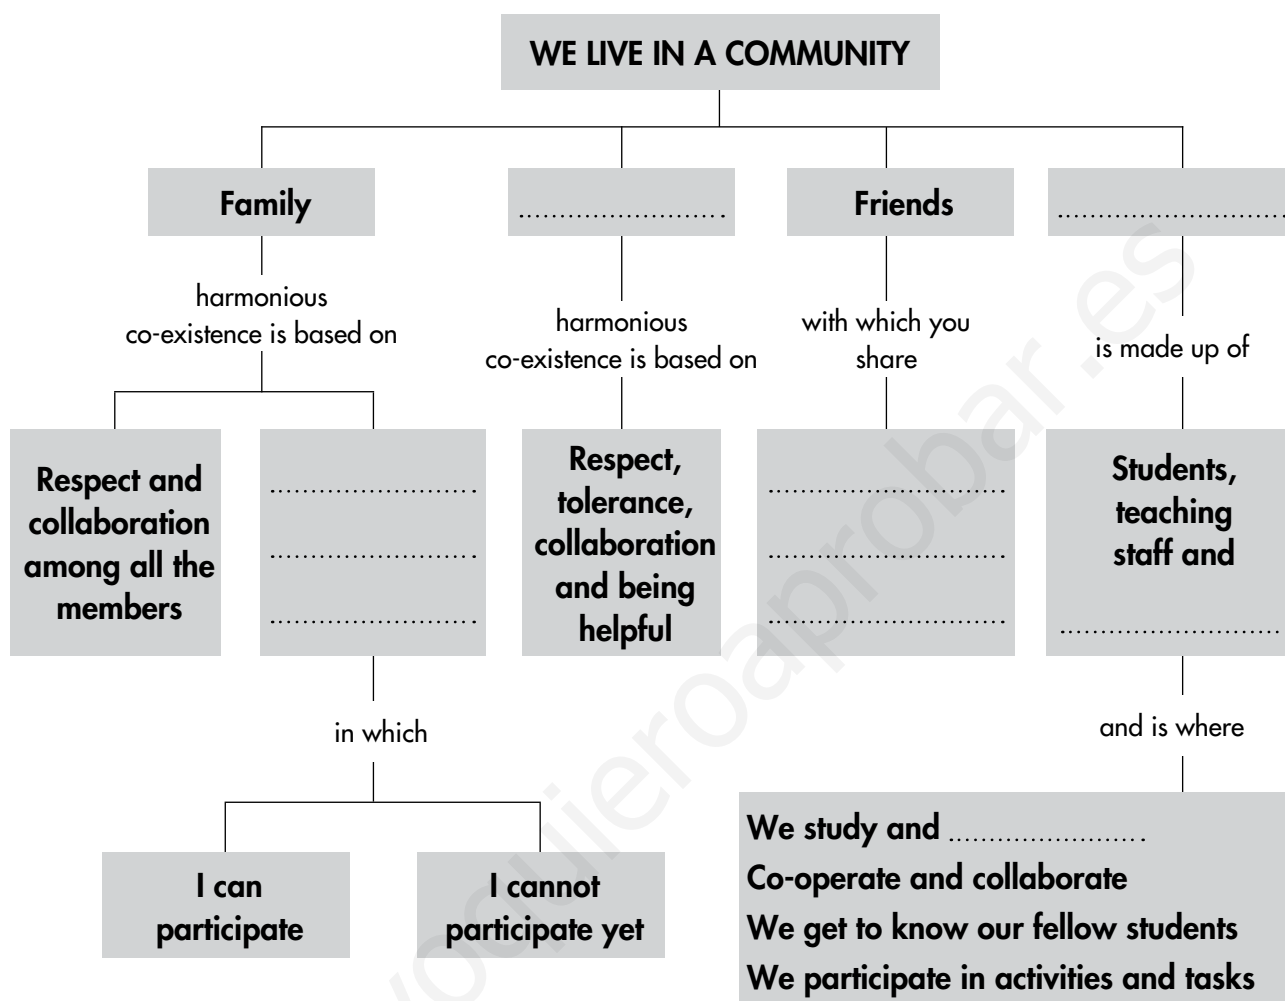 WE LIVE IN A COMMUNITY
Family
........................
Friends
........................
harmonious
co-existence is based on
harmonious
co-existence is based on
with which you
share
is made up of
Respect and
collaboration
among all the
members
........................
........................
........................
Respect,
tolerance,
collaboration
and being
helpful
........................
........................
........................
Students,
teaching
staff and
........................
in which
and is where
I can
participate
I cannot
participate yet
We study and ........................
Co-operate and collaborate
We get to know our fellow students
We participate in activities and tasks
yoquieroaprobar.es